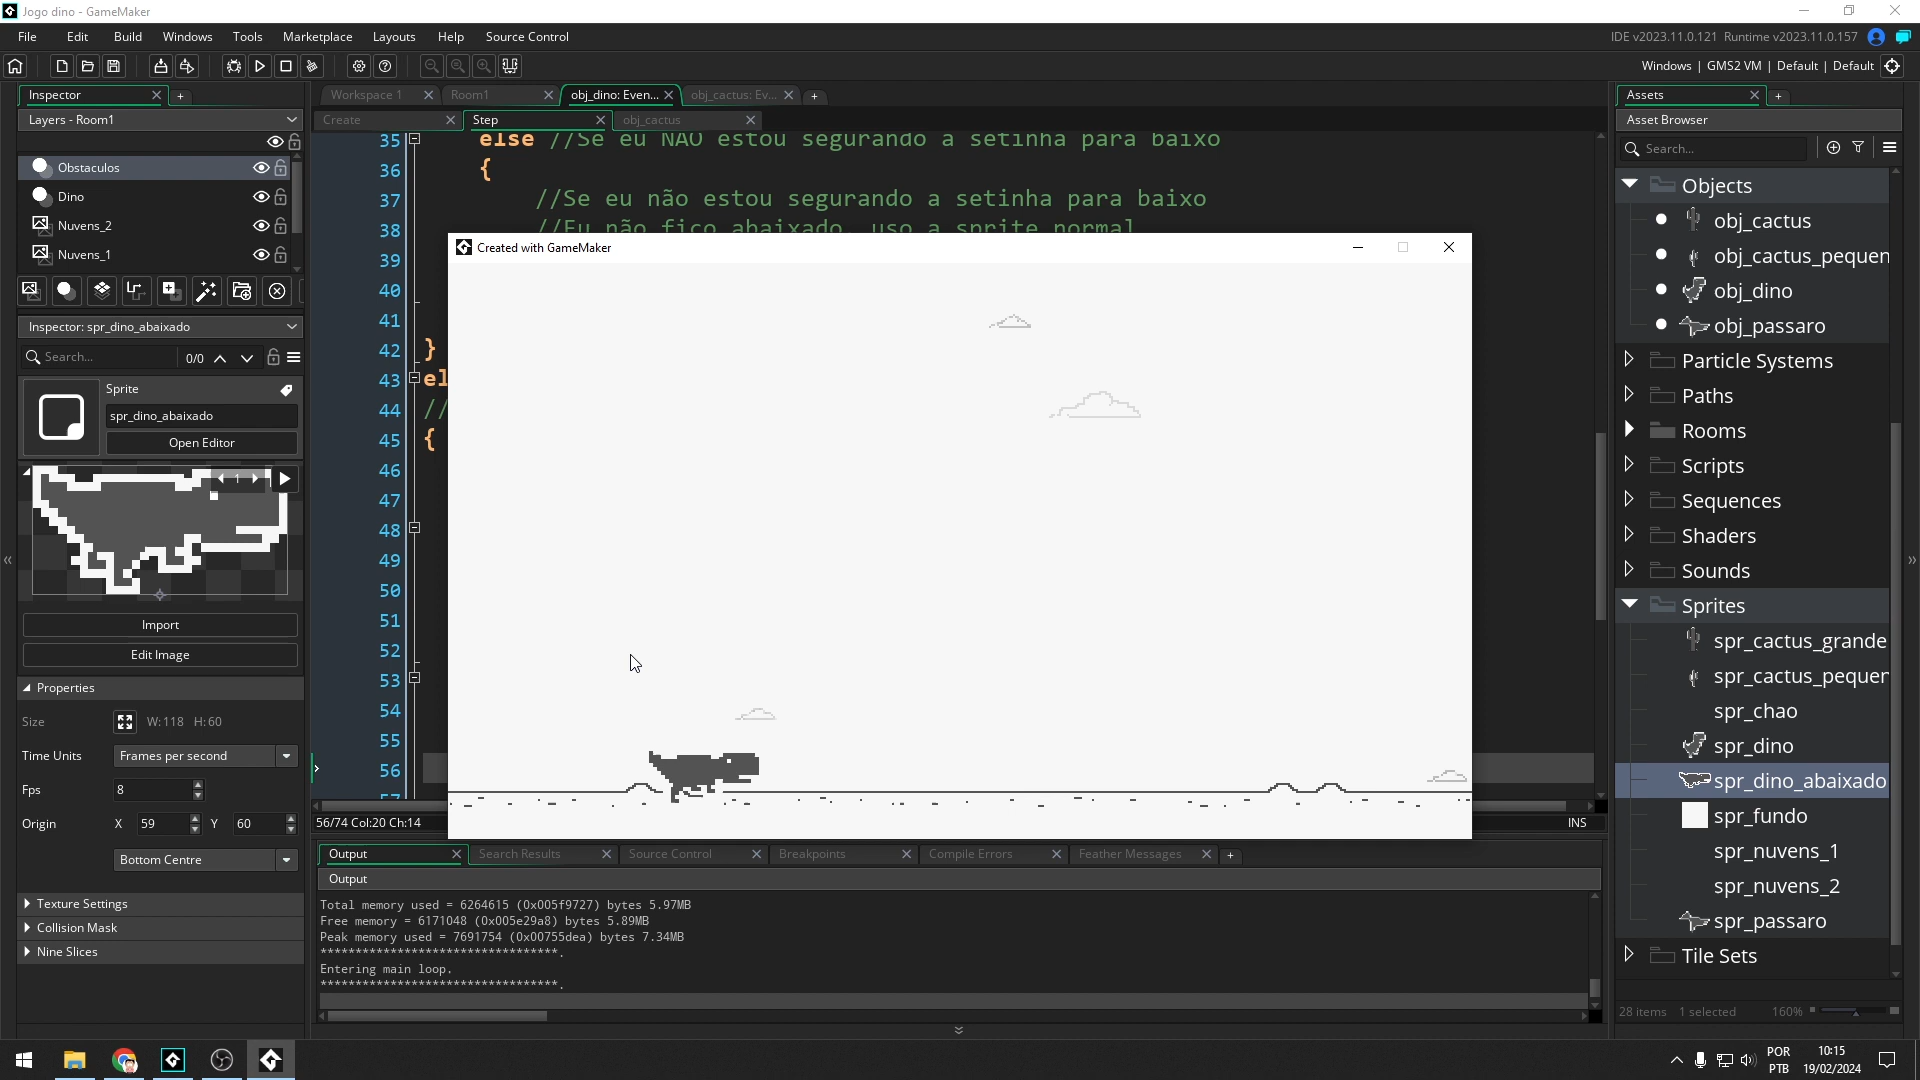 Jogo dino - GameMaker
File Edit Build Windows Tools Marketplace Layouts Help Source Control
IDE v2023.11.0.121 Runtime v2023.11.0.157
Windows | GMS2 VM | Default | Default
Inspector
Workspace 1
Room1
obj_dino: Even...
obj_cactus: Ev...
Assets
Layers - Room1
Create
Step
obj_cactus
Asset Browser
Search...
Obstaculos
Dino
Nuvens_2
Nuvens_1
35 else //Se eu NÃO estou segurando a setinha para baixo
36 {
37 //Se eu não estou segurando a setinha para baixo
38 //Eu não fico abaixado, uso a sprite normal
39
40
41
42 }
43 el
44 //
45 {
46
47
48
49
50
51
52
53
54
55
56
57
Created with GameMaker
Inspector: spr_dino_abaixado
Search...
0/0
Sprite
spr_dino_abaixado
Open Editor
1
Import
Edit Image
Properties
Size W:118 H:60
Time Units Frames per second
Fps 8
Origin X 59 Y 60
Bottom Centre
Texture Settings
Collision Mask
Nine Slices
56/74 Col:20 Ch:14
INS
Output
Search Results
Source Control
Breakpoints
Compile Errors
Feather Messages
Output
Total memory used = 6264615 (0x005f9727) bytes 5.97MB
Free memory = 6171048 (0x005e29a8) bytes 5.89MB
Peak memory used = 7691754 (0x00755dea) bytes 7.34MB
**********************************.
Entering main loop.
**********************************.
Objects
obj_cactus
obj_cactus_pequen
obj_dino
obj_passaro
Particle Systems
Paths
Rooms
Scripts
Sequences
Shaders
Sounds
Sprites
spr_cactus_grande
spr_cactus_pequen
spr_chao
spr_dino
spr_dino_abaixado
spr_fundo
spr_nuvens_1
spr_nuvens_2
spr_passaro
Tile Sets
28 items 1 selected 160%
POR
PTB
10:15
19/02/2024